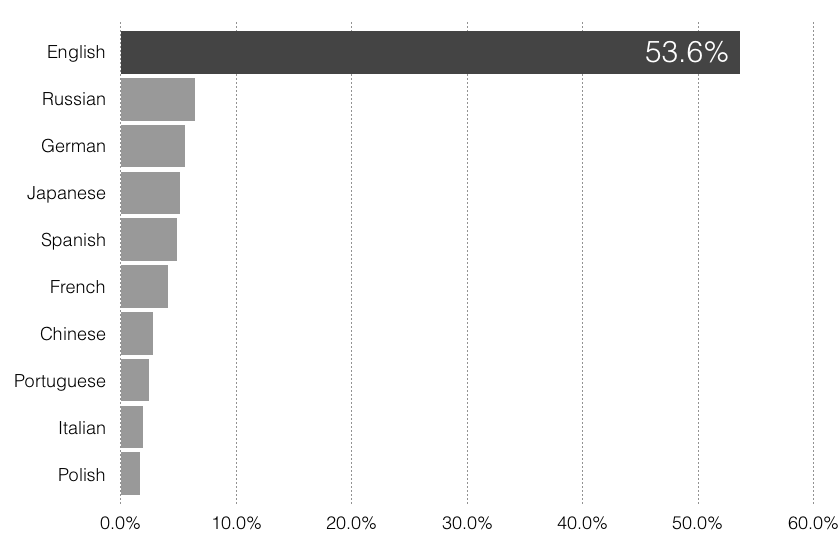 English
53.6%
Russian
German
Japanese
Spanish
French
Chinese
Portuguese
Italian
Polish
0.0% 10.0% 20.0% 30.0% 40.0% 50.0% 60.0%